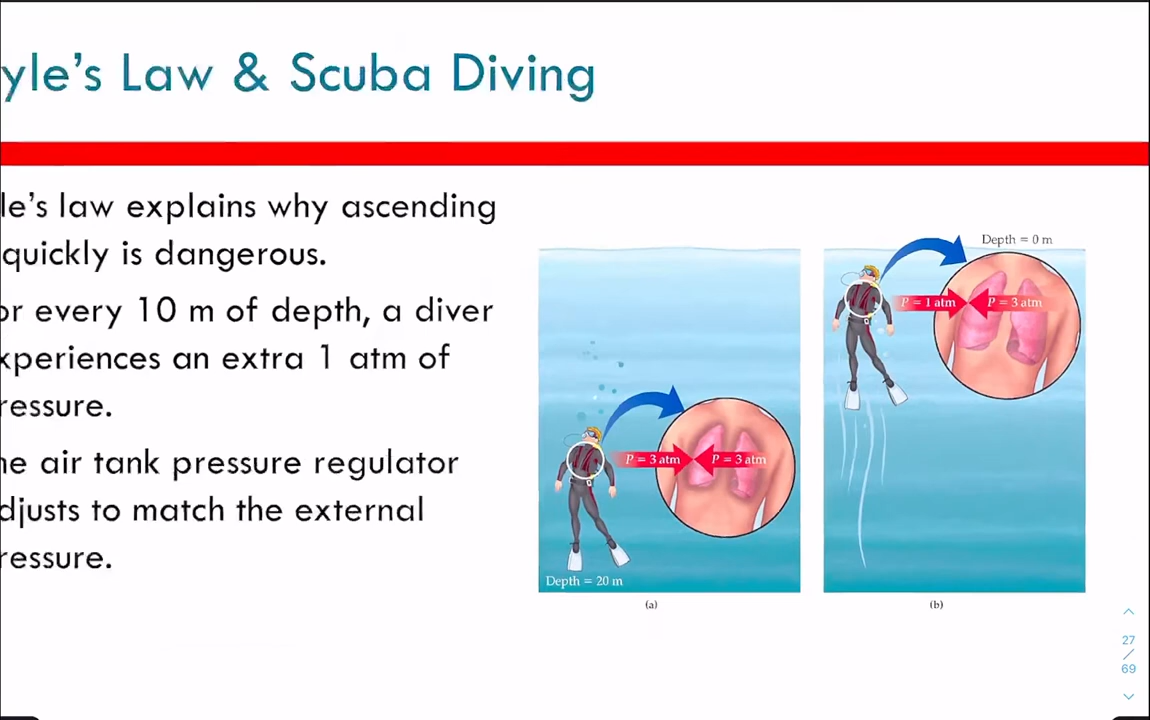 yle's Law & Scuba Diving
le's law explains why ascending
quickly is dangerous.
or every 10 m of depth, a diver
xperiences an extra 1 atm of
ressure.
he air tank pressure regulator
djusts to match the external
ressure.
Depth = 0 m
P = 1 atm P = 3 atm
P = 3 atm P = 3 atm
Depth = 20 m
(a)
(b)
27
/
69